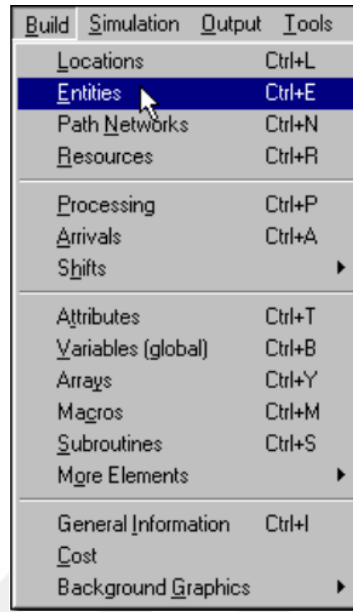 Build Simulation Output Tools
Locations Ctrl+L
Entities Ctrl+E
Path Networks Ctrl+N
Resources Ctrl+R
Processing Ctrl+P
Arrivals Ctrl+A
Shifts
Attributes Ctrl+T
Variables (global) Ctrl+B
Arrays Ctrl+Y
Macros Ctrl+M
Subroutines Ctrl+S
More Elements
General Information Ctrl+I
Cost
Background Graphics